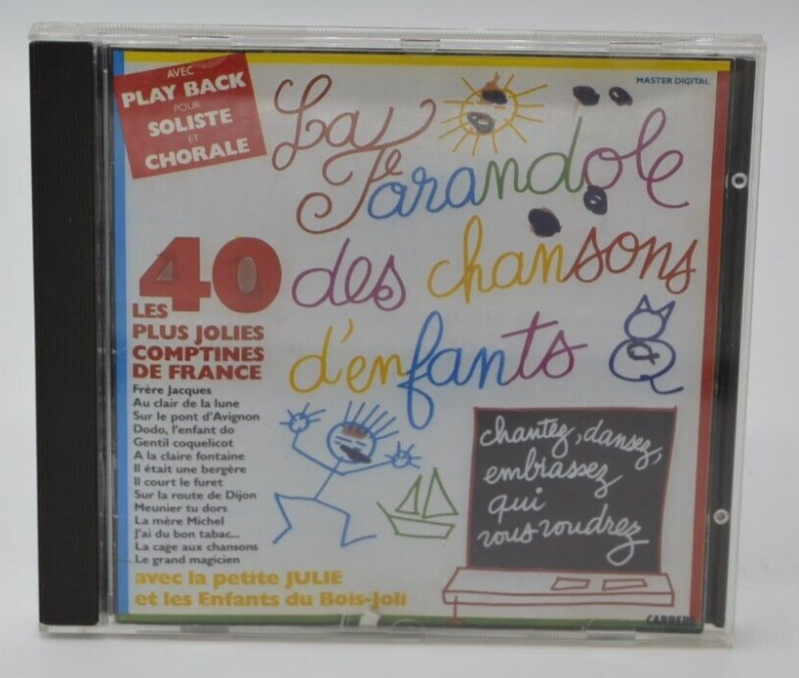 AVEC
PLAY BACK
POUR
SOLISTE
ET
CHORALE
MASTER DIGITAL
La
Farandole
des chansons
d'enfants
40
LES
PLUS JOLIES
COMPTINES
DE FRANCE
Frère Jacques
Au clair de la lune
Sur le pont d'Avignon
Dodo, l'enfant do
Gentil coquelicot
A la claire fontaine
Il était une bergère
Il court le furet
Sur la route de Dijon
Meunier tu dors
La mère Michel
J'ai du bon tabac...
La cage aux chansons
Le grand magicien
chantez, dansez,
embrassez
qui
vous voudrez
avec la petite JULIE
et les Enfants du Bois-Joli
CARRERE